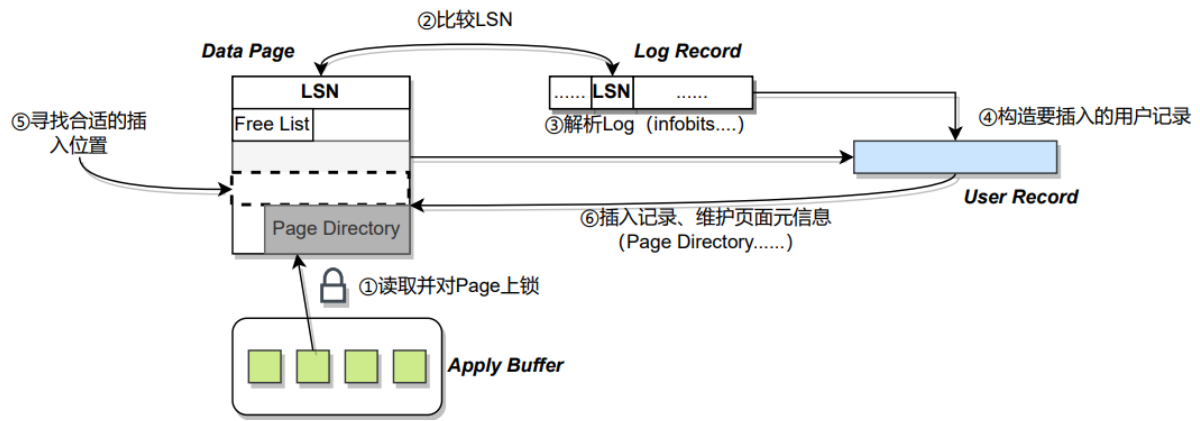 ②比较LSN
Data Page
Log Record
LSN
...... LSN ......
⑤寻找合适的插
入位置
Free List
③解析Log（infobits....）
④构造要插入的用户记录
User Record
⑥插入记录、维护页面元信息
（Page Directory......）
Page Directory
①读取并对Page上锁
Apply Buffer